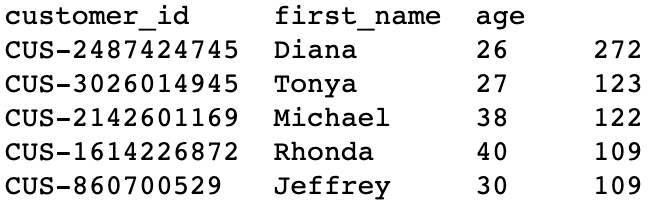 customer_id first_name age
CUS-2487424745 Diana 26 272
CUS-3026014945 Tonya 27 123
CUS-2142601169 Michael 38 122
CUS-1614226872 Rhonda 40 109
CUS-860700529 Jeffrey 30 109